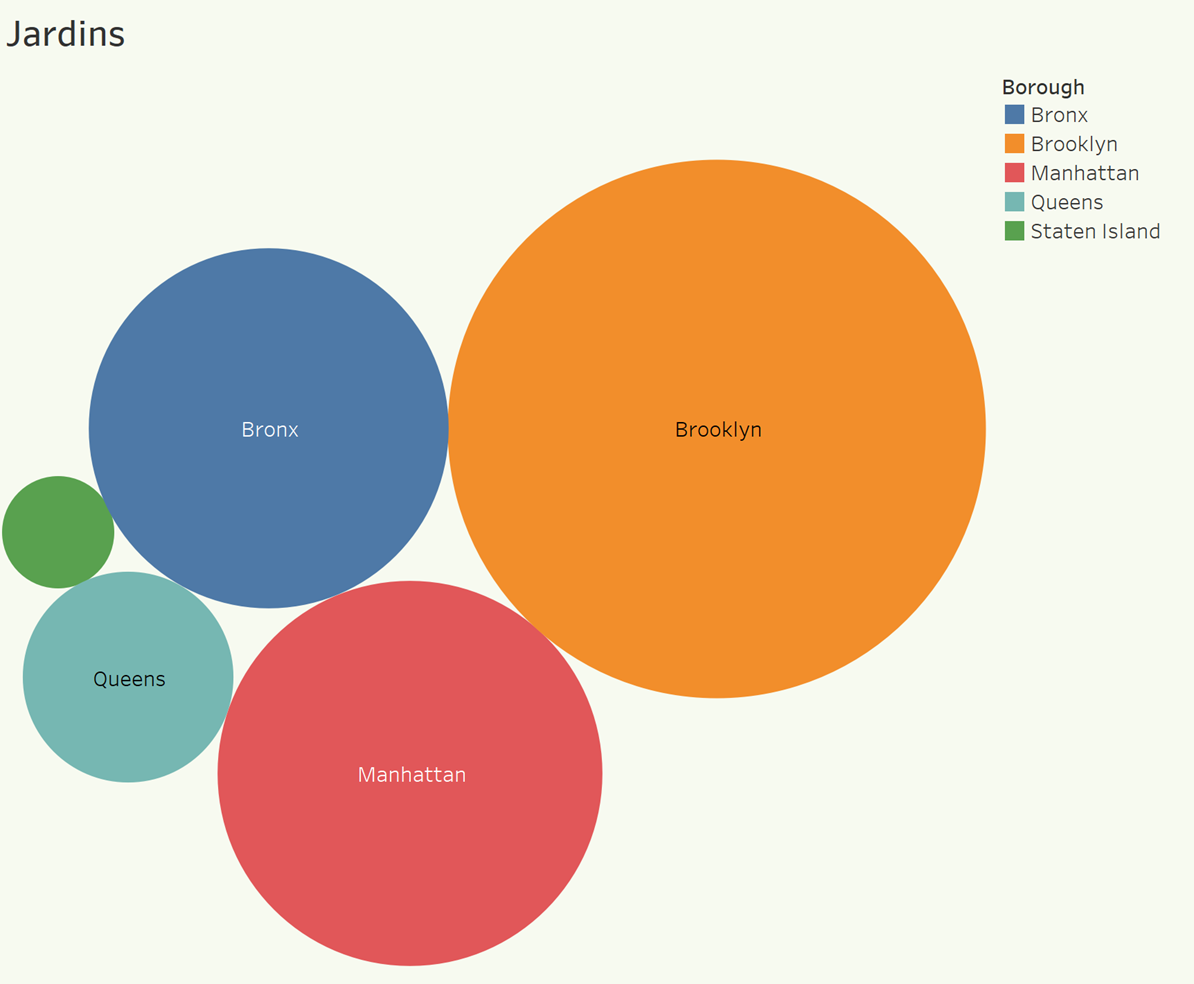 Jardins
Borough
Bronx
Brooklyn
Manhattan
Queens
Staten Island
Bronx
Brooklyn
Queens
Manhattan